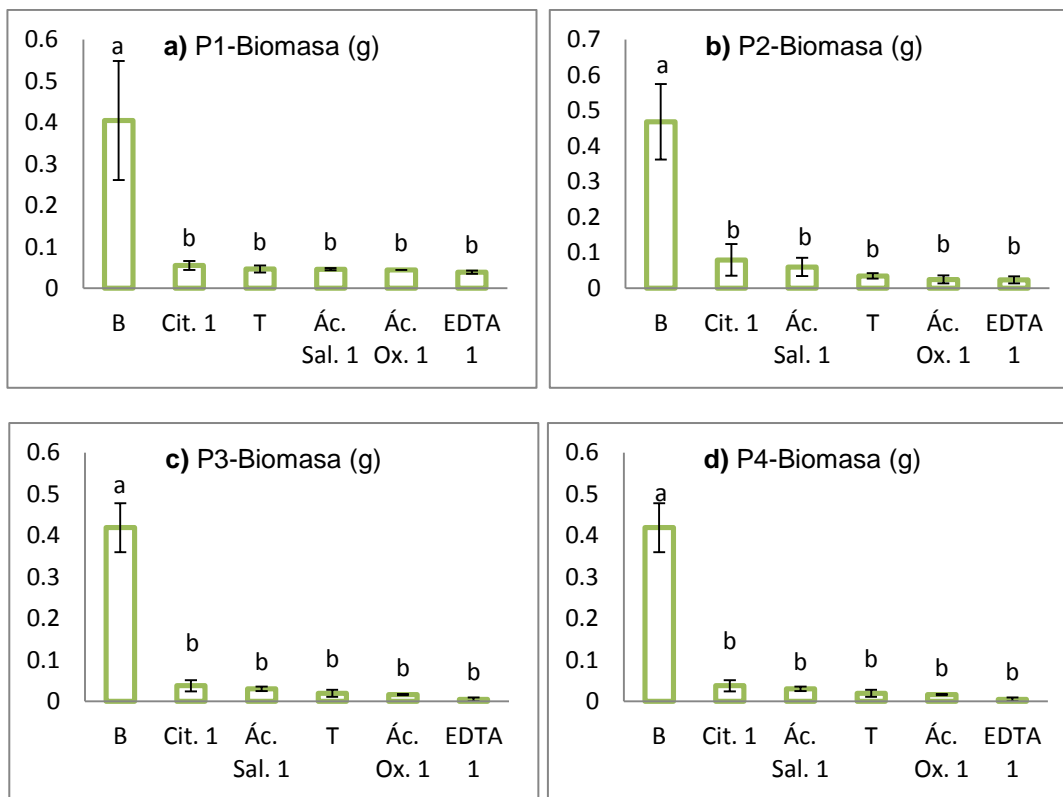 a) P1-Biomasa (g)
0.6
0.5
0.4
0.3
0.2
0.1
0
a
b
b
b
b
b
B
Cit. 1
T
Ác.
Sal. 1
Ác.
Ox. 1
EDTA
1
b) P2-Biomasa (g)
0.7
0.6
0.5
0.4
0.3
0.2
0.1
0
a
b
b
b
b
b
B
Cit. 1
Ác.
Sal. 1
T
Ác.
Ox. 1
EDTA
1
c) P3-Biomasa (g)
0.6
0.5
0.4
0.3
0.2
0.1
0
a
b
b
b
b
b
B
Cit. 1
Ác.
Sal. 1
T
Ác.
Ox. 1
EDTA
1
d) P4-Biomasa (g)
0.6
0.5
0.4
0.3
0.2
0.1
0
a
b
b
b
b
b
B
Cit. 1
Ác.
Sal. 1
T
Ác.
Ox. 1
EDTA
1